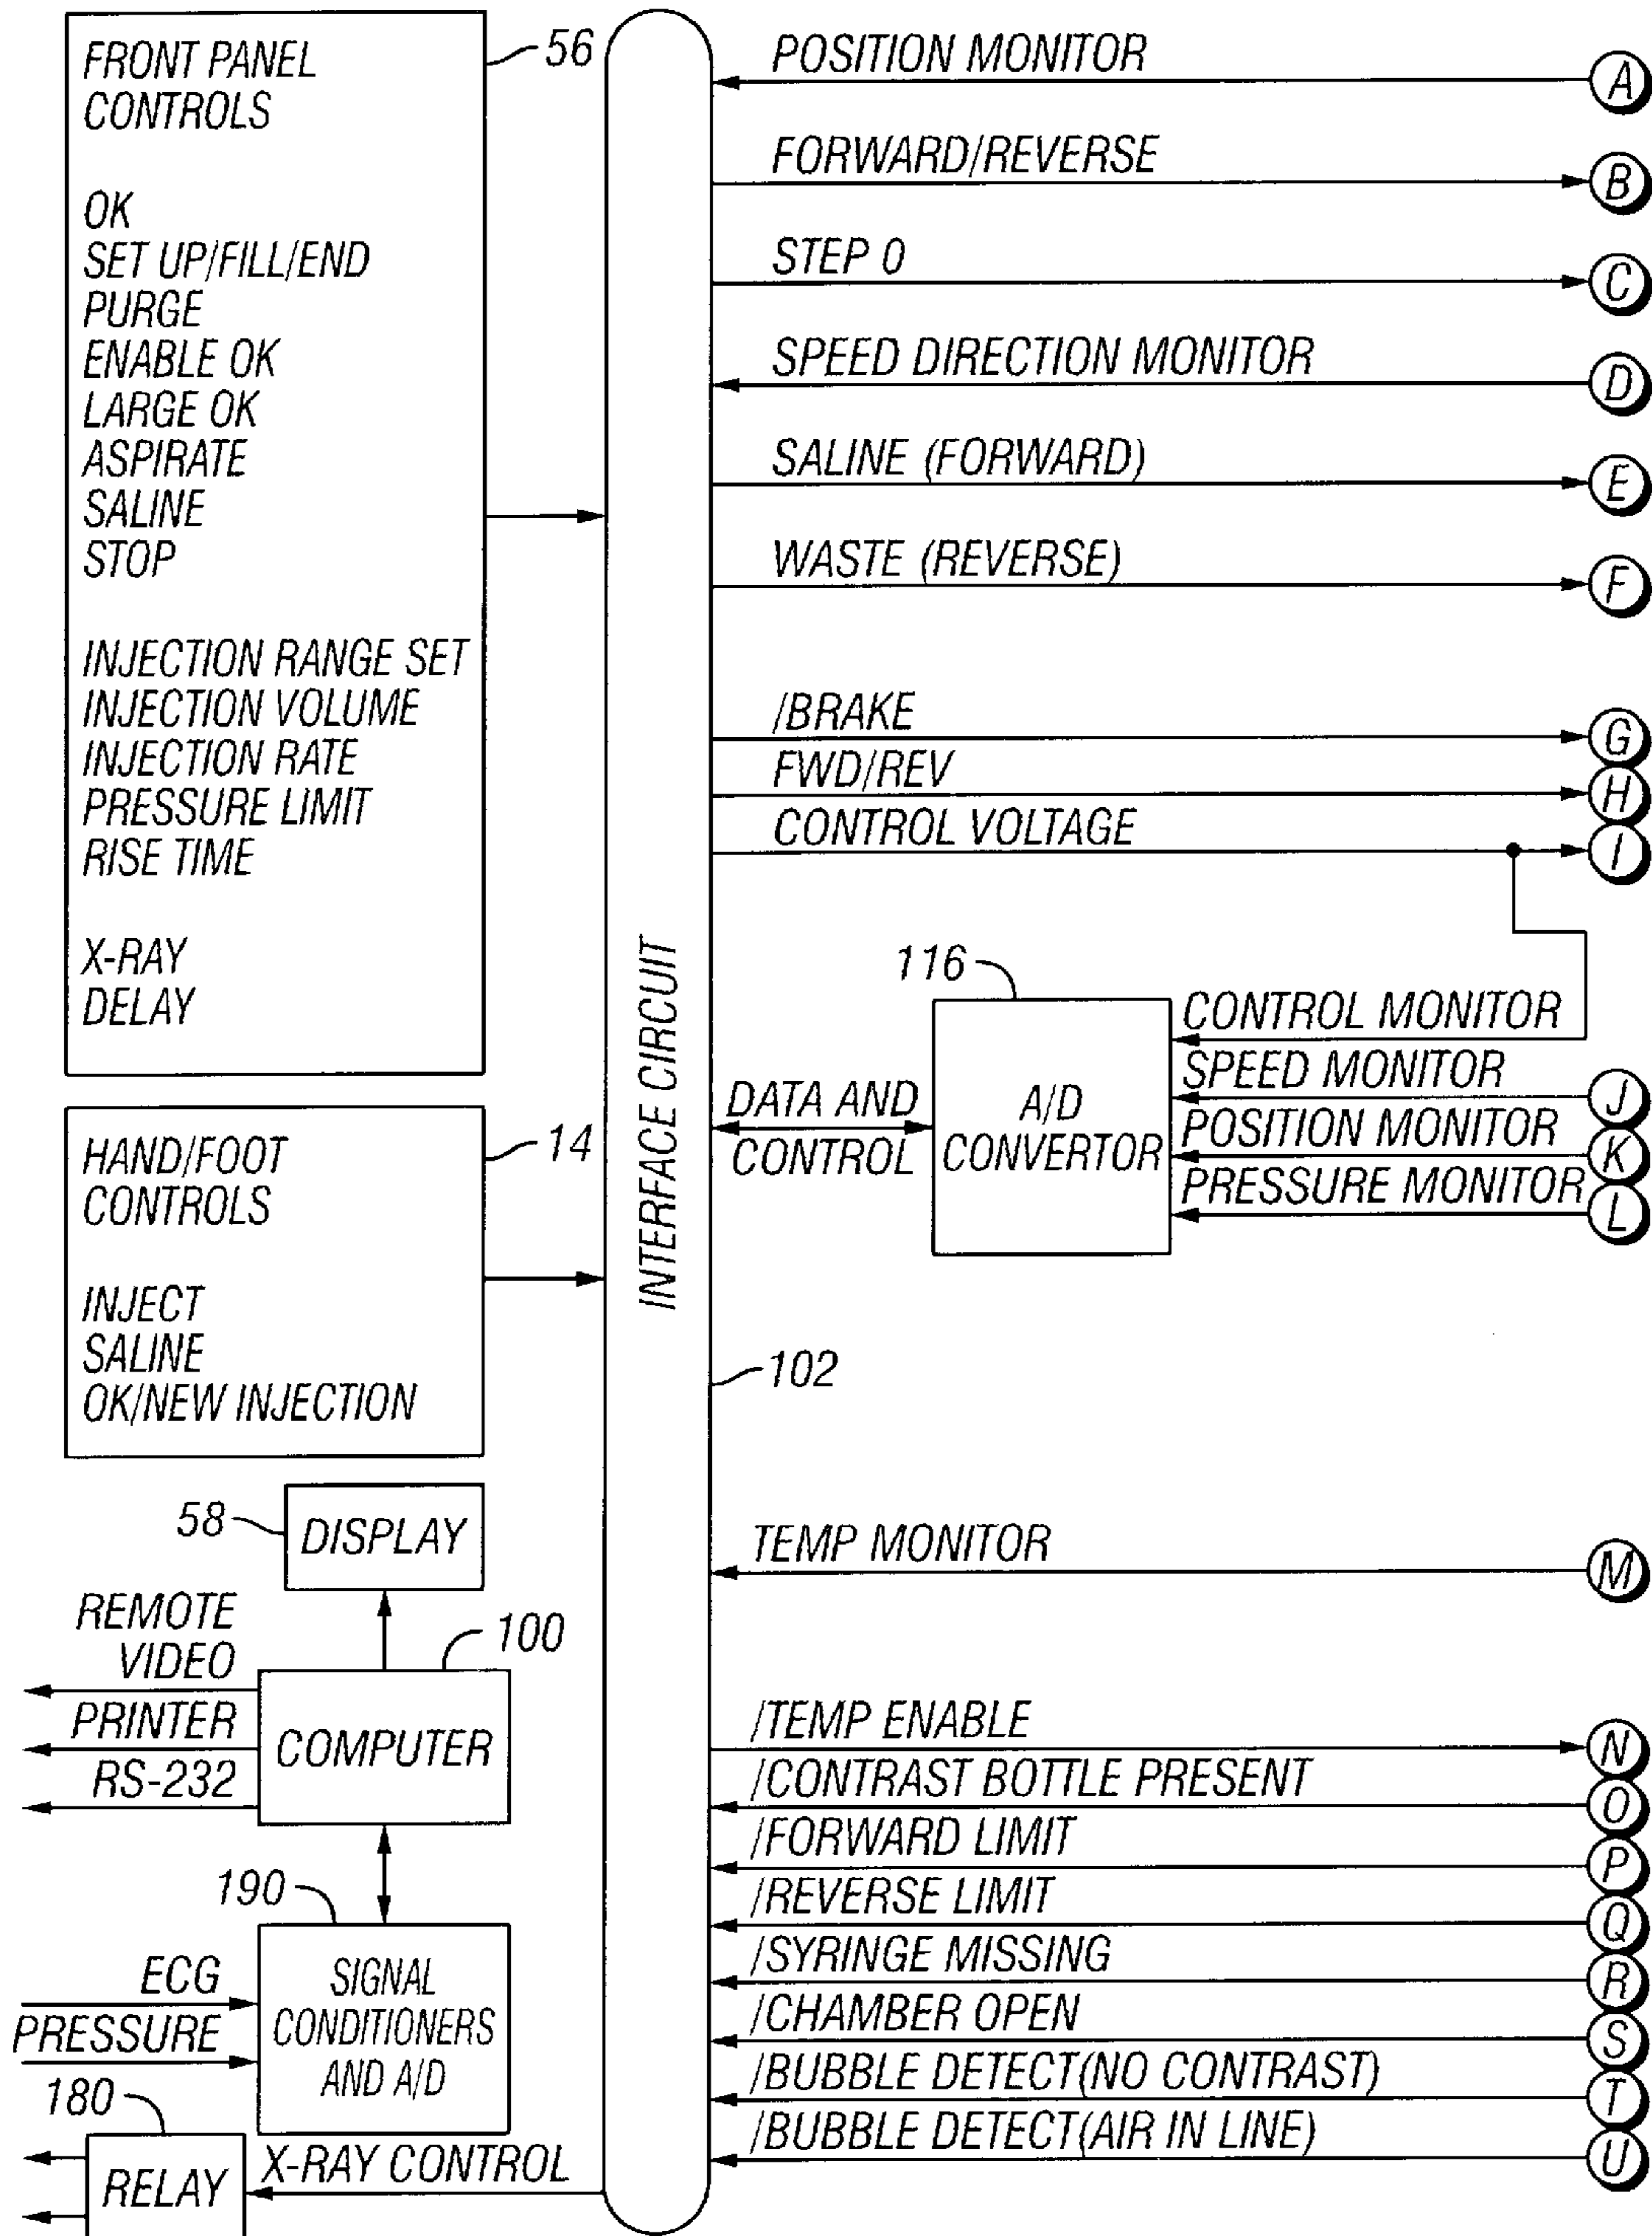 FRONT PANEL
CONTROLS
56
OK
SET UP/FILL/END
PURGE
ENABLE OK
LARGE OK
ASPIRATE
SALINE
STOP
INJECTION RANGE SET
INJECTION VOLUME
INJECTION RATE
PRESSURE LIMIT
RISE TIME
X-RAY
DELAY
HAND/FOOT
CONTROLS
14
INJECT
SALINE
OK/NEW INJECTION
58
DISPLAY
REMOTE
VIDEO
PRINTER
RS-232
100
COMPUTER
190
ECG
PRESSURE
SIGNAL
CONDITIONERS
AND A/D
180
RELAY
X-RAY CONTROL
INTERFACE CIRCUIT
102
POSITION MONITOR
A
FORWARD/REVERSE
B
STEP 0
C
SPEED DIRECTION MONITOR
D
SALINE (FORWARD)
E
WASTE (REVERSE)
F
/BRAKE
G
FWD/REV
H
CONTROL VOLTAGE
I
116
DATA AND
CONTROL
A/D
CONVERTOR
CONTROL MONITOR
SPEED MONITOR
J
POSITION MONITOR
K
PRESSURE MONITOR
L
TEMP MONITOR
M
/TEMP ENABLE
N
/CONTRAST BOTTLE PRESENT
O
/FORWARD LIMIT
P
/REVERSE LIMIT
Q
/SYRINGE MISSING
R
/CHAMBER OPEN
S
/BUBBLE DETECT(NO CONTRAST)
T
/BUBBLE DETECT(AIR IN LINE)
U